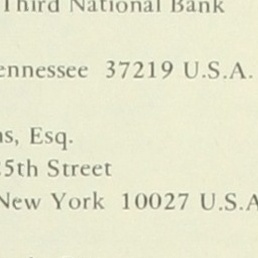 Third National Bank
ennessee 37219 U.S.A.
s, Esq.
5th Street
New York 10027 U.S.A